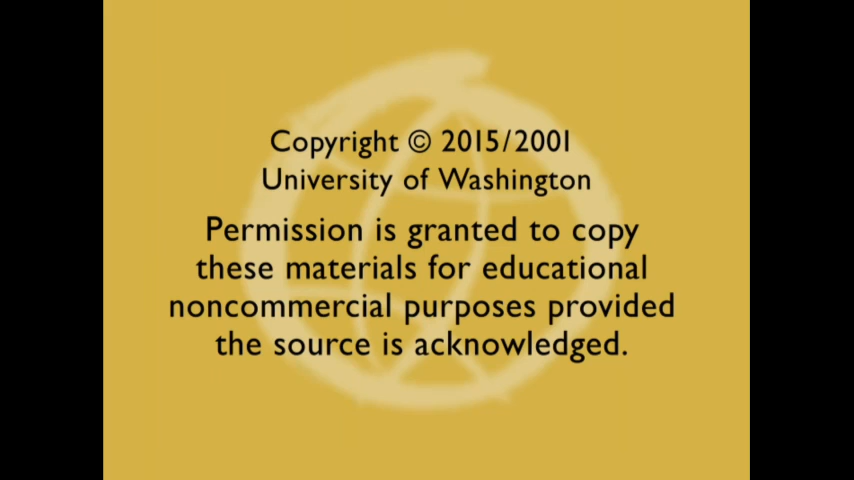 Copyright © 2015/2001
University of Washington
Permission is granted to copy
these materials for educational
noncommercial purposes provided
the source is acknowledged.